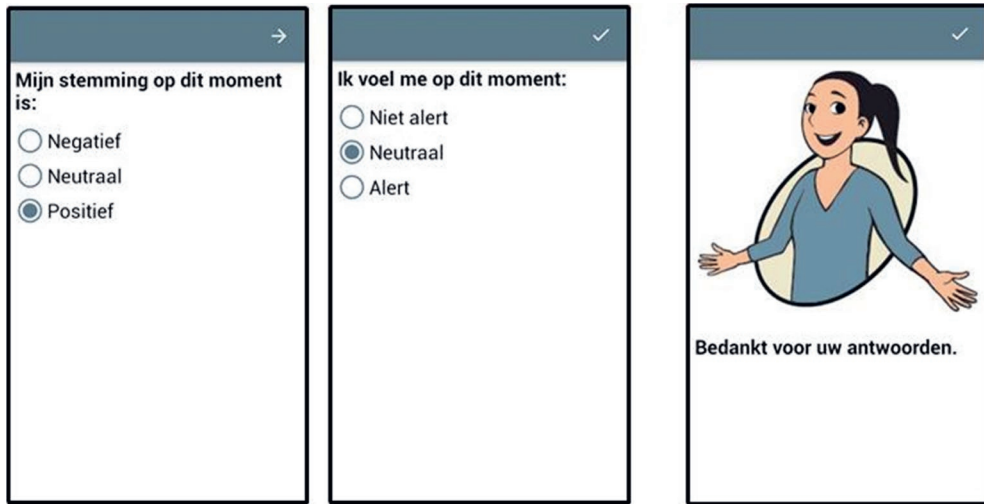 Mijn stemming op dit moment
is:
Negatief
Neutraal
Positief
Ik voel me op dit moment:
Niet alert
Neutraal
Alert
Bedankt voor uw antwoorden.